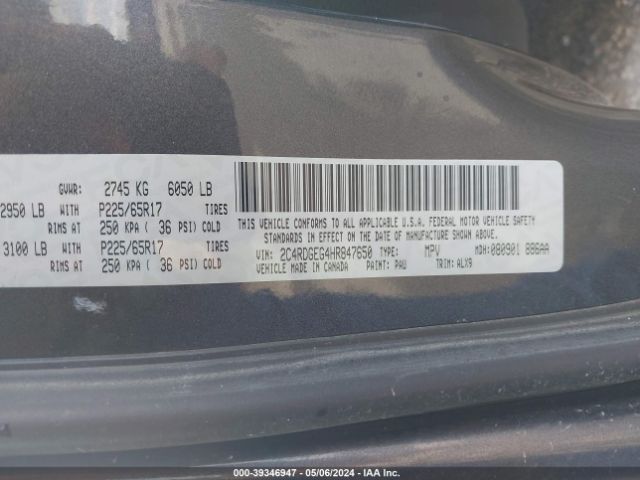 GVWR: 2745 KG 6050 LB
2950 LB WITH P225/65R17 TIRES
RIMS AT 250 KPA ( 36 PSI) COLD
3100 LB WITH P225/65R17 TIRES
RIMS AT 250 KPA ( 36 PSI) COLD
THIS VEHICLE CONFORMS TO ALL APPLICABLE U.S.A. FEDERAL MOTOR VEHICLE SAFETY
STANDARDS IN EFFECT ON THE DATE OF MANUFACTURE SHOWN ABOVE.
VIN: 2C4RDGEG4HR847650 TYPE: MPV MDH:080901 886AA
VEHICLE MADE IN CANADA PAINT: PAU TRIM: ALX9
000-39346947 - 05/06/2024 - IAA Inc.